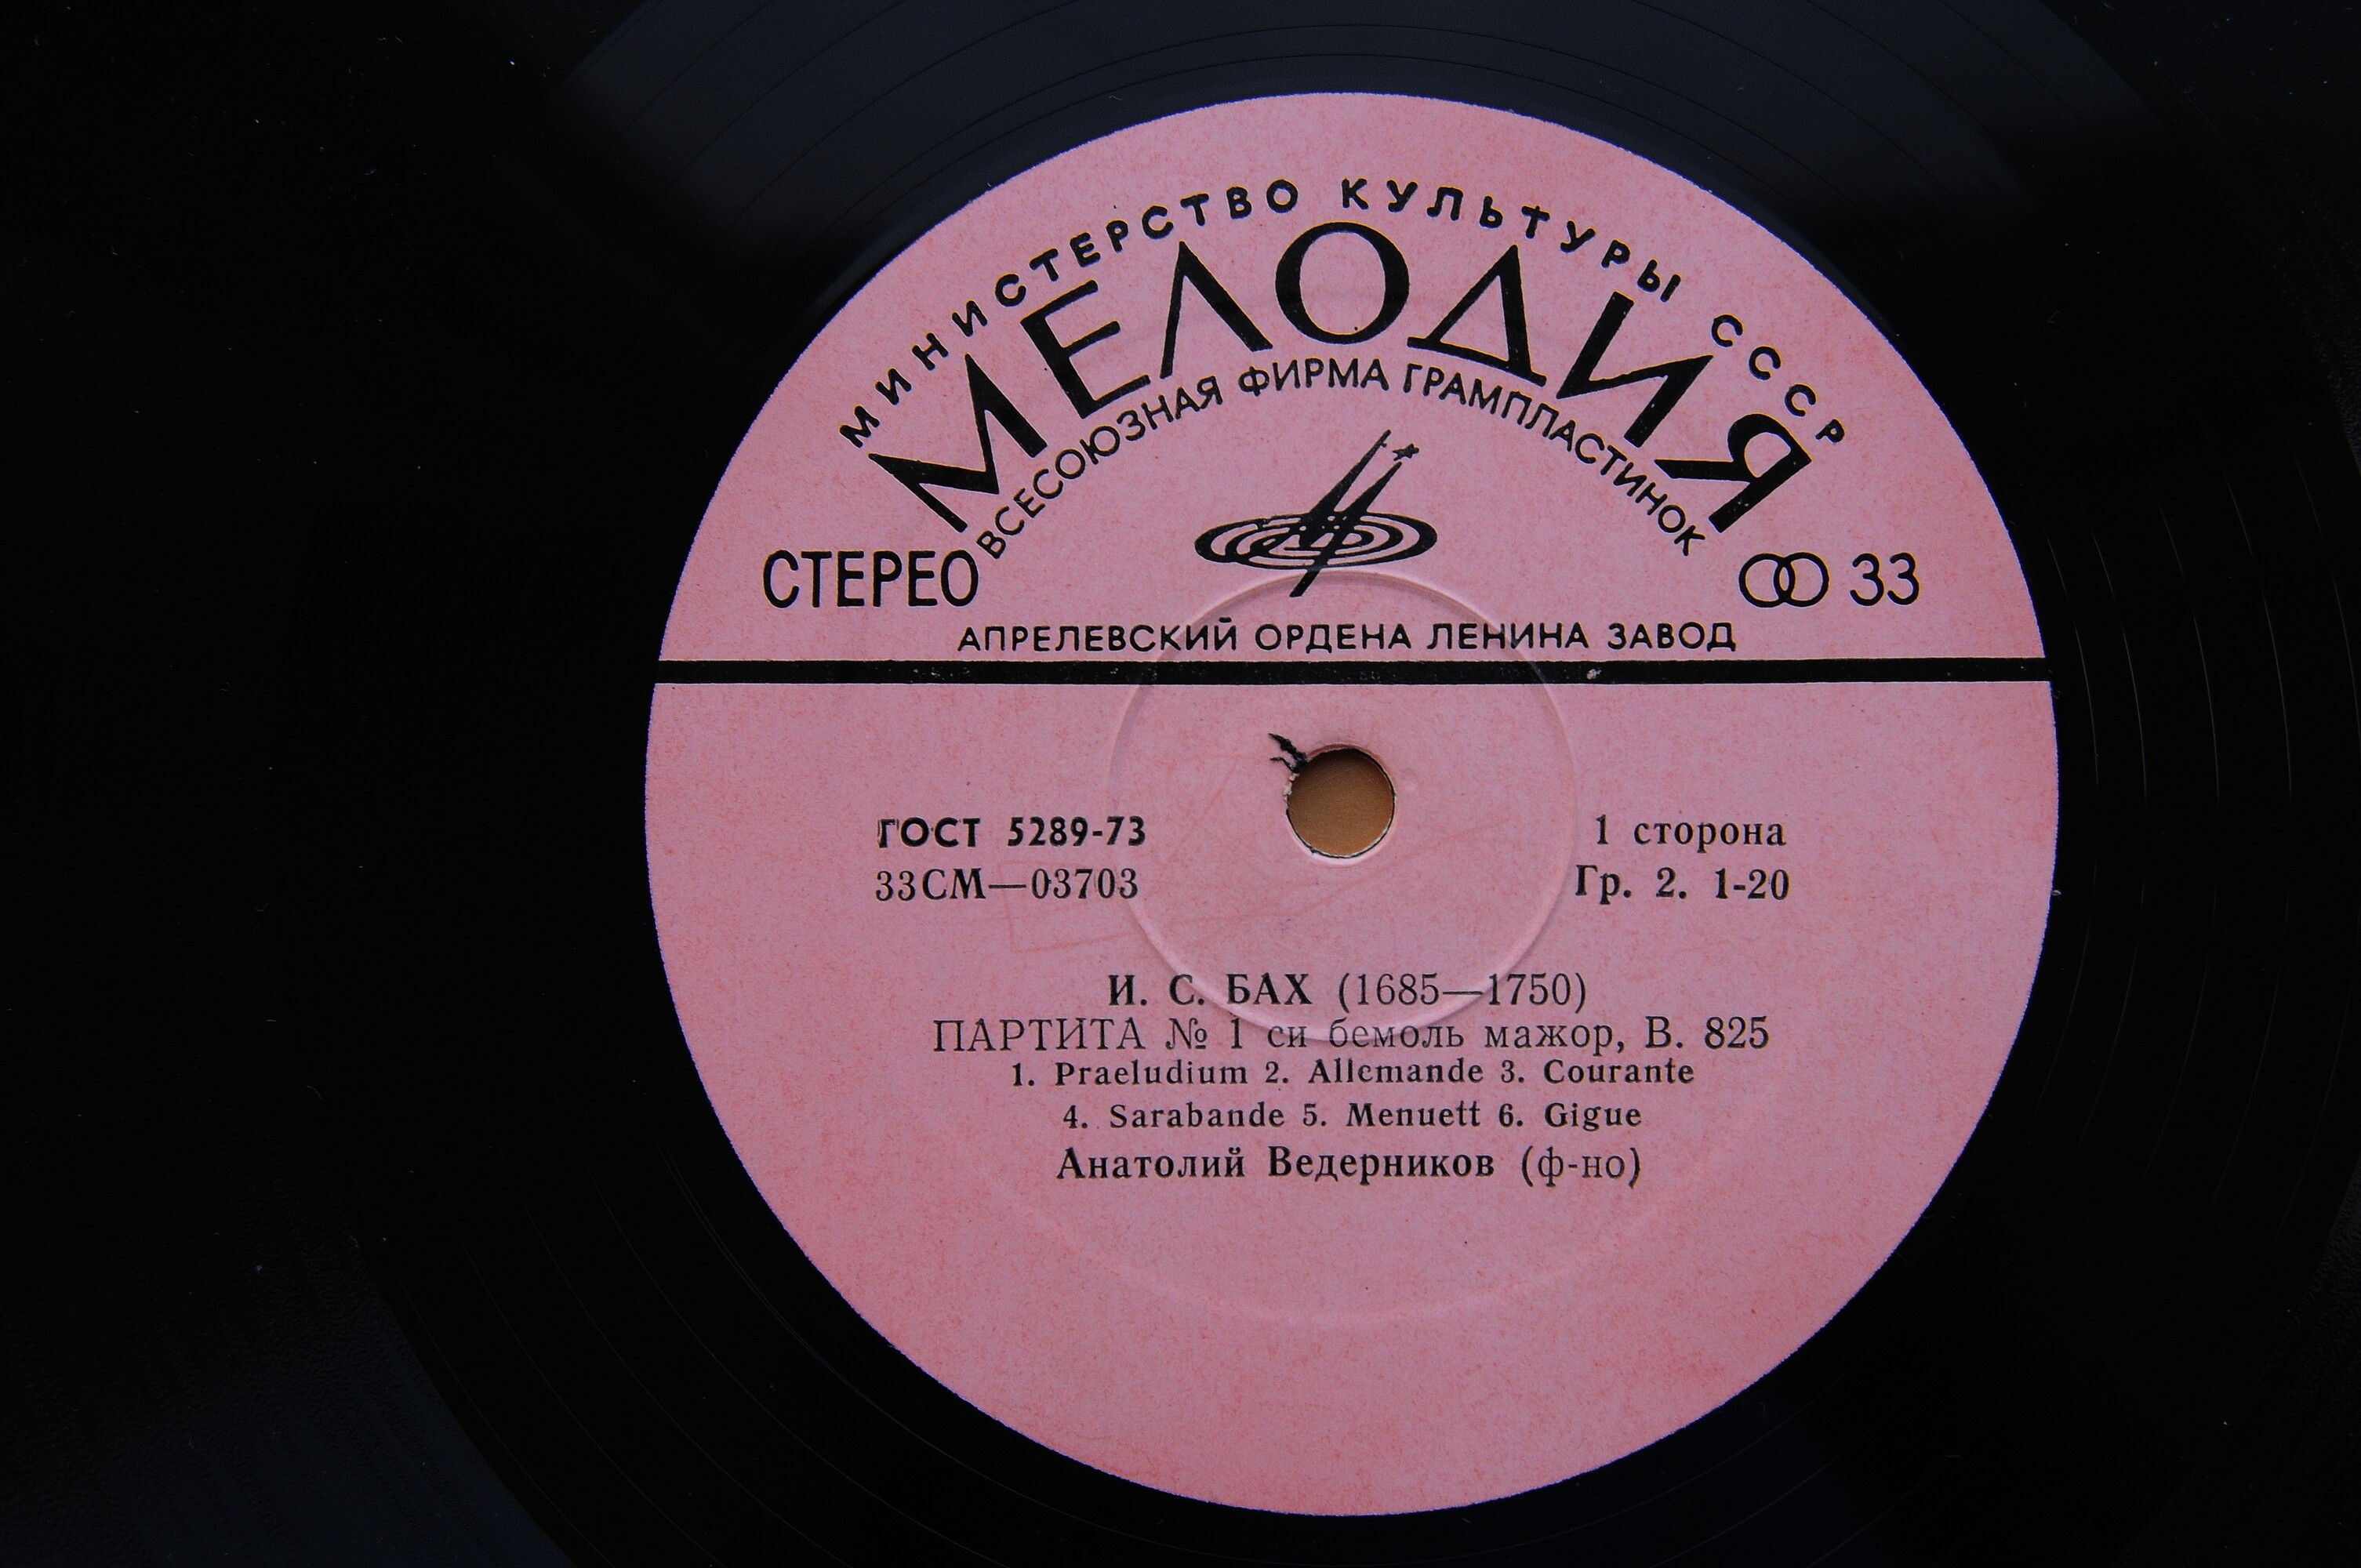 МИНИСТЕРСТВО КУЛЬТУРЫ СССР
МЕЛОДИЯ
ВСЕСОЮЗНАЯ ФИРМА ГРАМПЛАСТИНОК
СТЕРЕО
33
АПРЕЛЕВСКИЙ ОРДЕНА ЛЕНИНА ЗАВОД
ГОСТ 5289-73
1 сторона
33СМ—03703
Гр. 2. 1-20
И. С. БАХ (1685—1750)
ПАРТИТА № 1 си бемоль мажор, В. 825
1. Praeludium 2. Allemande 3. Courante
4. Sarabande 5. Menuett 6. Gigue
Анатолий Ведерников (ф-но)